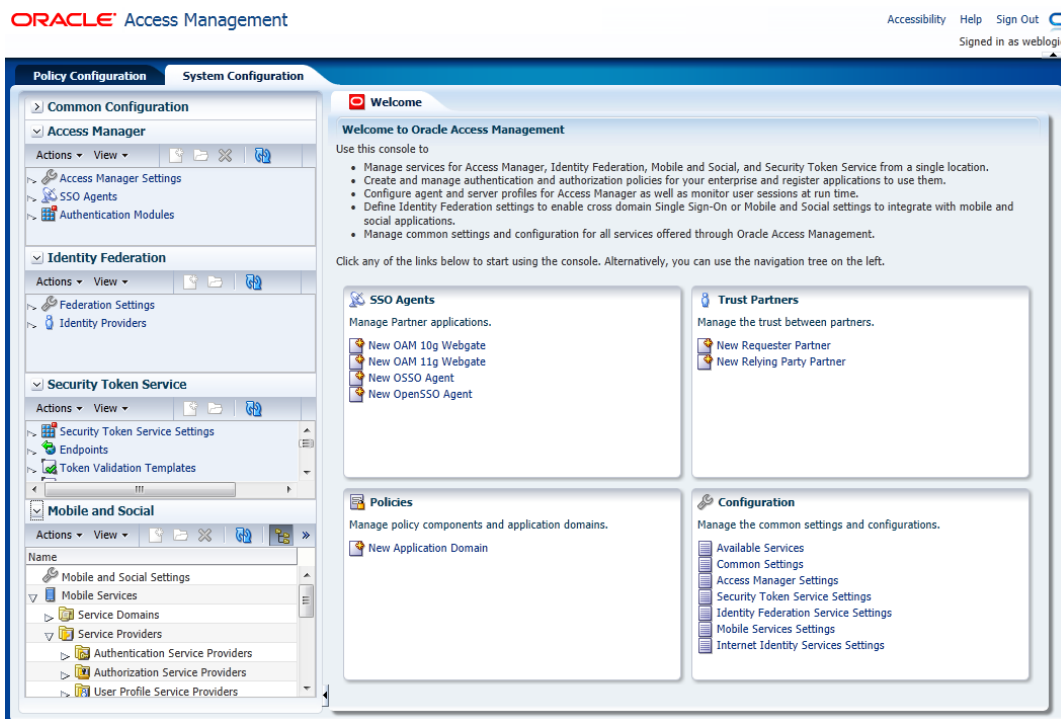 ORACLE Access Management
Accessibility Help Sign Out
Signed in as
Policy Configuration
System Configuration
Common Configuration
Access Manager
Actions View
Access Manager Settings
SSO Agents
Authentication Modules
Identity Federation
Actions View
Federation Settings
Identity Providers
Security Token Service
Actions View
Security Token Service Settings
Endpoints
Token Validation Templates
Mobile and Social
Actions View »
Name
Mobile and Social Settings
Mobile Services
Service Domains
Service Providers
Authentication Service Providers
Authorization Service Providers
User Profile Service Providers
Welcome
Welcome to Oracle Access Management
Use this console to
• Manage services for Access Manager, Identity Federation, Mobile and Social, and Security Token Service from a single location.
• Create and manage authentication and authorization policies for your enterprise and register applications to use them.
• Configure agent and server profiles for Access Manager as well as monitor user sessions at run time.
• Define Identity Federation settings to enable cross domain Single Sign-On or Mobile and Social settings to integrate with mobile and
social applications.
• Manage common settings and configuration for all services offered through Oracle Access Management.
Click any of the links below to start using the console. Alternatively, you can use the navigation tree on the left.
SSO Agents
Manage Partner applications.
New OAM 10g Webgate
New OAM 11g Webgate
New OSSO Agent
New OpenSSO Agent
Trust Partners
Manage the trust between partners.
New Requester Partner
New Relying Party Partner
Policies
Manage policy components and application domains.
New Application Domain
Configuration
Manage the common settings and configurations.
Available Services
Common Settings
Access Manager Settings
Security Token Service Settings
Identity Federation Service Settings
Mobile Services Settings
Internet Identity Services Settings